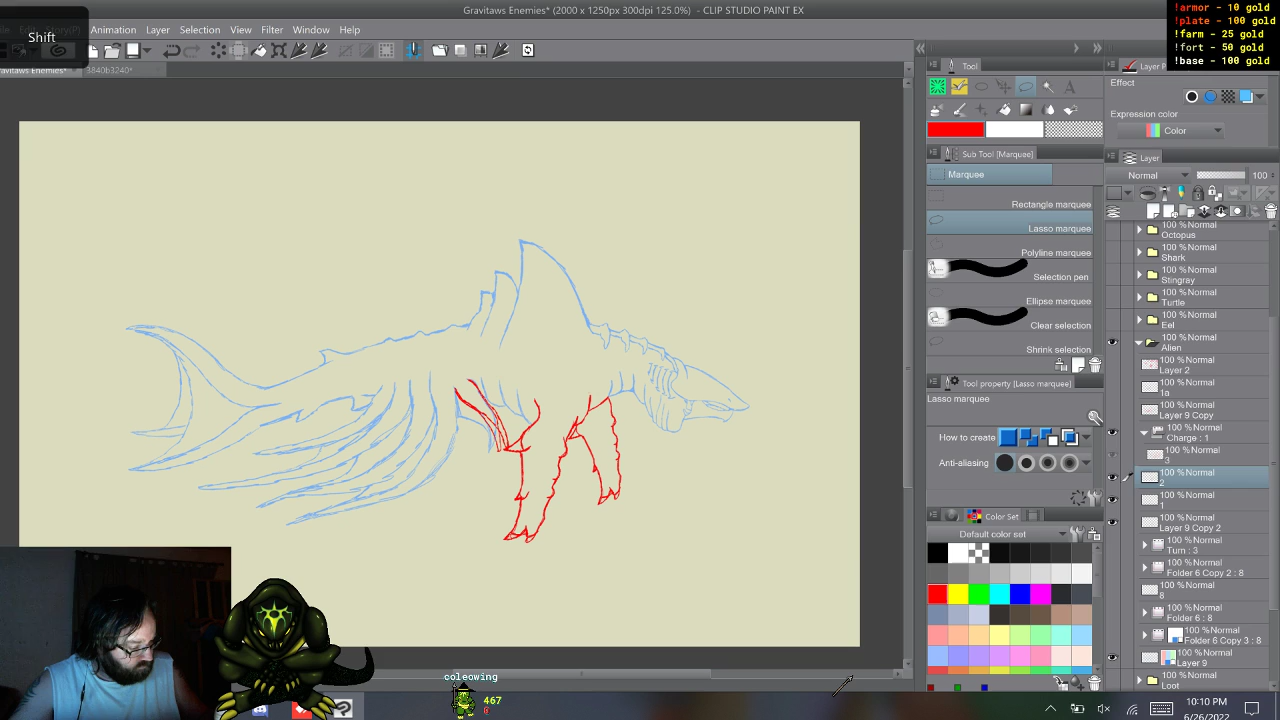 Gravitaws Enemies* (2000 x 1250px 300dpi 125.0%) - CLIP STUDIO PAINT EX
Animation Layer Selection View Filter Window Help
Shift
3840b3240*
!armor - 10 gold
!plate - 100 gold
!farm - 25 gold
!fort - 50 gold
!base - 100 gold
Tool
Sub Tool [Marquee]
Marquee
Rectangle marquee
Lasso marquee
Polyline marquee
Selection pen
Ellipse marquee
Clear selection
Shrink selection
Tool property [Lasso marquee]
Lasso marquee
How to create
Anti-aliasing
Color Set
Default color set
Layer P
Effect
Expression color
Color
Layer
Normal 100
100 %Normal
Octopus
100 %Normal
Shark
100 %Normal
Stingray
100 %Normal
Turtle
100 %Normal
Eel
100 %Normal
Alien
100 %Normal
Layer 2
100 %Normal
1a
100 %Normal
Layer 9 Copy
100 %Normal
Charge : 1
100 %Normal
3
100 %Normal
2
100 %Normal
1
100 %Normal
Layer 9 Copy 2
100 %Normal
Turn : 3
100 %Normal
Folder 6 Copy 2 : 8
100 %Normal
6
100 %Normal
Folder 6 : 8
100 %Normal
Folder 6 Copy 3 : 8
100 %Normal
Layer 9
100 %Normal
Loot
coleowing
467
10:10 PM
6/26/2022